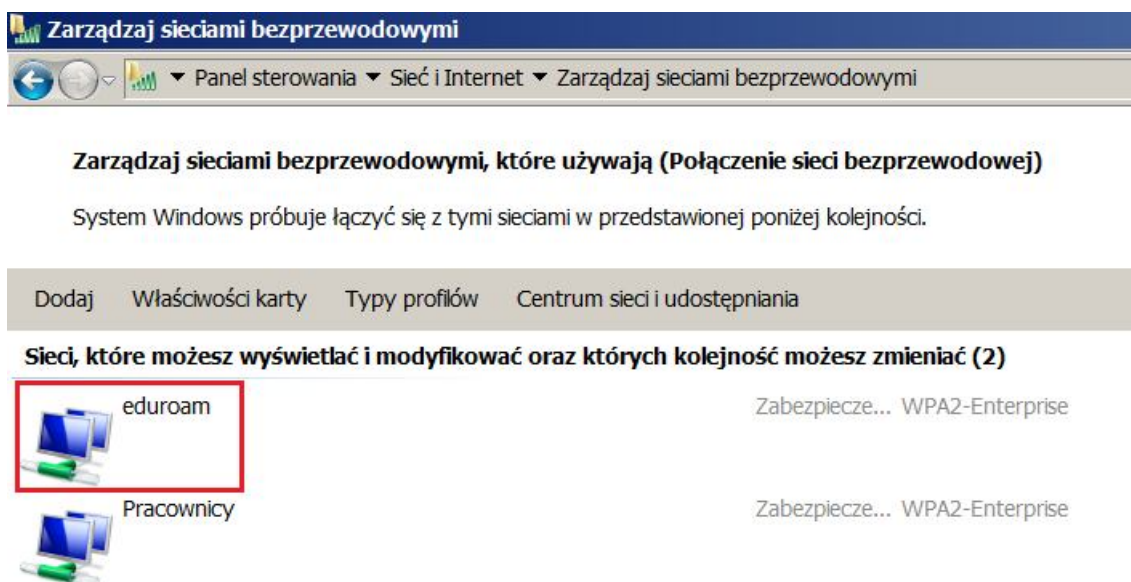 Zarządzaj sieciami bezprzewodowymi
Panel sterowania Sieć i Internet Zarządzaj sieciami bezprzewodowymi
Zarządzaj sieciami bezprzewodowymi, które używają (Połączenie sieci bezprzewodowej)
System Windows próbuje łączyć się z tymi sieciami w przedstawionej poniżej kolejności.
Dodaj Właściwości karty Typy profilów Centrum sieci i udostępniania
Sieci, które możesz wyświetlać i modyfikować oraz których kolejność możesz zmieniać (2)
eduroam Zabezpiecze... WPA2-Enterprise
Pracownicy Zabezpiecze... WPA2-Enterprise